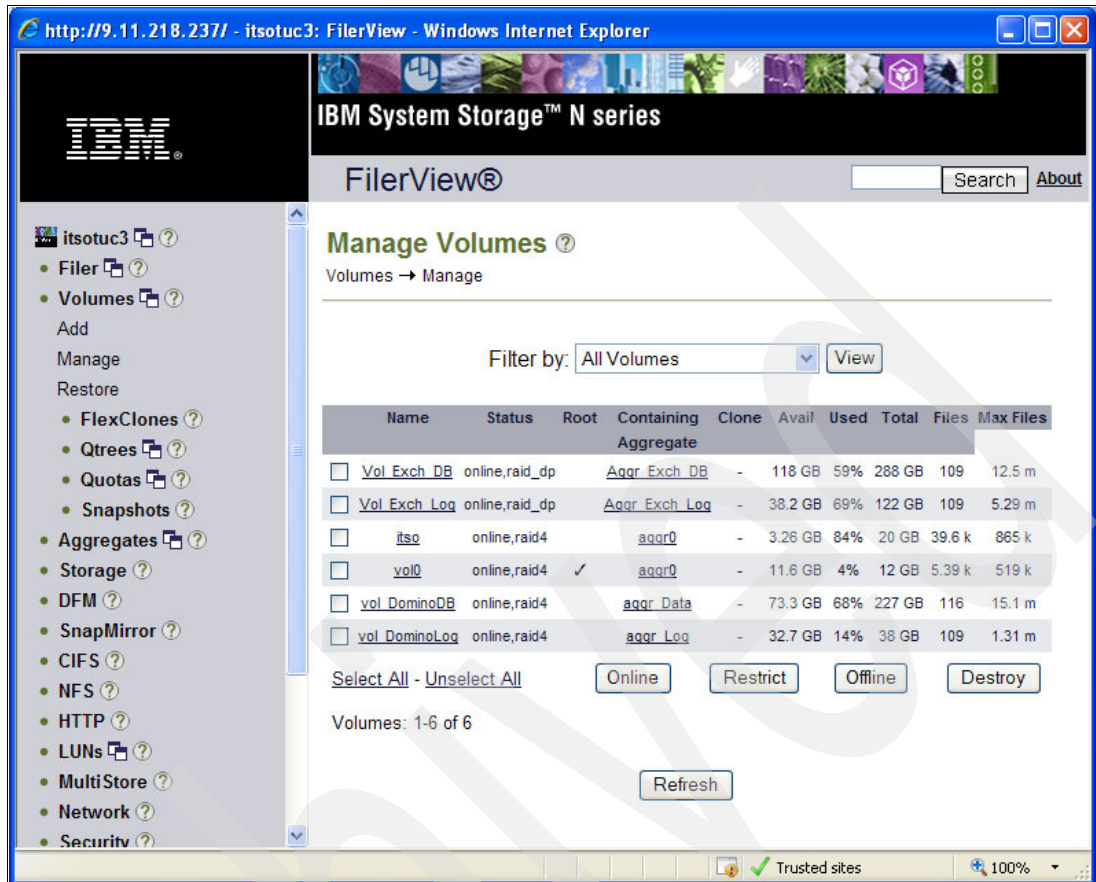 http://9.11.218.237/ - itsotuc3: FilerView - Windows Internet Explorer
IBM®
IBM System Storage™ N series
FilerView®
Search About
itsotuc3
• Filer
• Volumes
Add
Manage
Restore
• FlexClones
• Qtrees
• Quotas
• Snapshots
• Aggregates
• Storage
• DFM
• SnapMirror
• CIFS
• NFS
• HTTP
• LUNs
• MultiStore
• Network
• Security
Manage Volumes
Volumes → Manage
Filter by: All Volumes View
Name Status Root Containing Aggregate Clone Avail Used Total Files Max Files
Vol_Exch_DB online,raid_dp Aggr_Exch_DB - 118 GB 59% 288 GB 109 12.5 m
Vol_Exch_Log online,raid_dp Aggr_Exch_Log - 38.2 GB 69% 122 GB 109 5.29 m
itso online,raid4 aggr0 - 3.26 GB 84% 20 GB 39.6 k 865 k
vol0 online,raid4 ✓ aggr0 - 11.6 GB 4% 12 GB 5.39 k 519 k
vol_DominoDB online,raid4 aggr_Data - 73.3 GB 68% 227 GB 116 15.1 m
vol_DominoLog online,raid4 aggr_Log - 32.7 GB 14% 38 GB 109 1.31 m
Select All - Unselect All Online Restrict Offline Destroy
Volumes: 1-6 of 6
Refresh
Trusted sites 100%